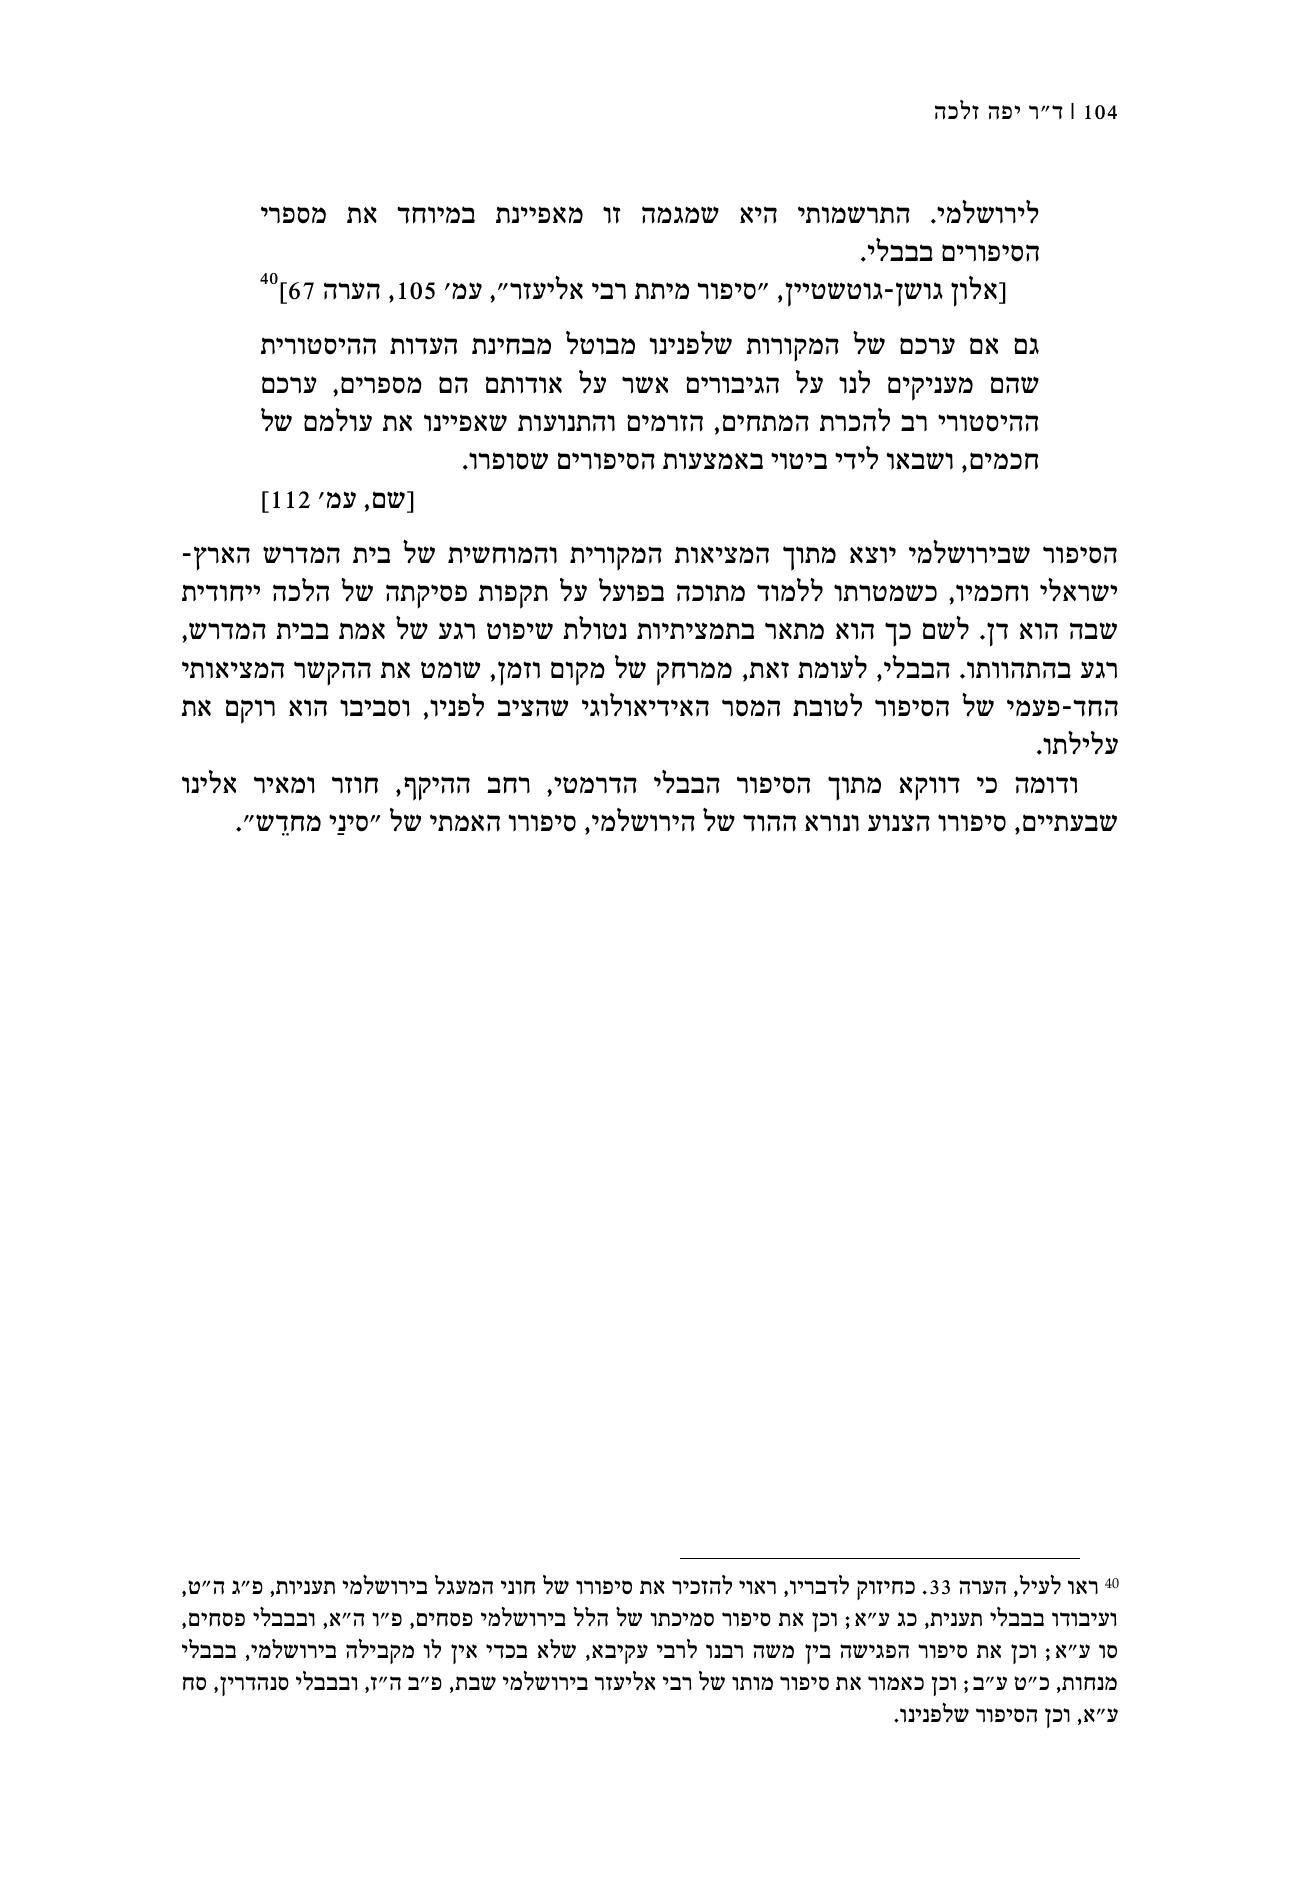 104 | ד״ר יפה זלכה
לירושלמי. התרשמותי היא שמגמה זו מאפיינת במיוחד את מספרי
הסיפורים בבבלי.
[אלון גושן-גוטשטיין, ״סיפור מיתת רבי אליעזר״, עמ׳ 105, הערה 67]40
גם אם ערכם של המקורות שלפנינו מבוטל מבחינת העדות ההיסטורית
שהם מעניקים לנו על הגיבורים אשר על אודותם הם מספרים, ערכם
ההיסטורי רב להכרת המתחים, הזרמים והתנועות שאפיינו את עולמם של
חכמים, ושבאו לידי ביטוי באמצעות הסיפורים שסופרו.
[שם, עמ׳ 112]
הסיפור שבירושלמי יוצא מתוך המציאות המקורית והמוחשית של בית המדרש הארץ-
ישראלי וחכמיו, כשמטרתו ללמוד מתוכה בפועל על תקפות פסיקתה של הלכה ייחודית
שבה הוא דן. לשם כך הוא מתאר בתמציתיות נטולת שיפוט רגע של אמת בבית המדרש,
רגע בהתהוותו. הבבלי, לעומת זאת, ממרחק של מקום וזמן, שומט את ההקשר המציאותי
החד-פעמי של הסיפור לטובת המסר האידיאולוגי שהציב לפניו, וסביבו הוא רוקם את
עלילתו.
ודומה כי דווקא מתוך הסיפור הבבלי הדרמטי, רחב ההיקף, חוזר ומאיר אלינו
שבעתיים, סיפורו הצנוע ונורא ההוד של הירושלמי, סיפורו האמתי של ״סינַי מחדֵש״.
40 ראו לעיל, הערה 33. כחיזוק לדבריו, ראוי להזכיר את סיפורו של חוני המעגל בירושלמי תעניות, פ״ג ה״ט,
ועיבודו בבבלי תענית, כג ע״א; וכן את סיפור סמיכתו של הלל בירושלמי פסחים, פ״ו ה״א, ובבבלי פסחים,
סו ע״א; וכן את סיפור הפגישה בין משה רבנו לרבי עקיבא, שלא בכדי אין לו מקבילה בירושלמי, בבבלי
מנחות, כ״ט ע״ב; וכן כאמור את סיפור מותו של רבי אליעזר בירושלמי שבת, פ״ב ה״ז, ובבבלי סנהדרין, סח
ע״א, וכן הסיפור שלפנינו.